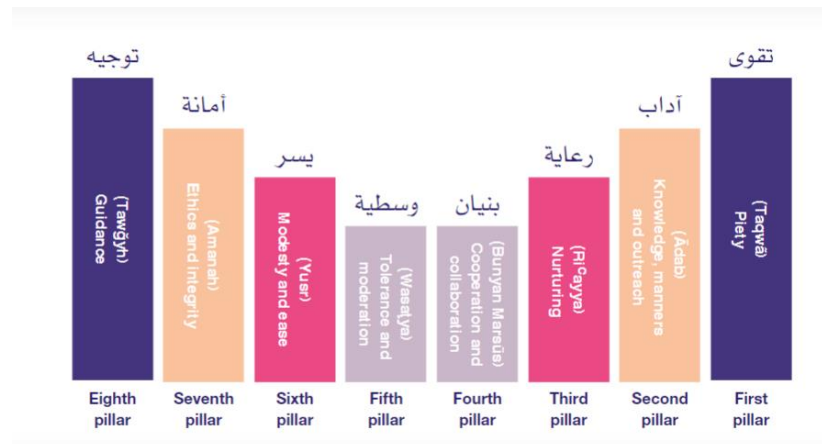 توجيه
(Tawğyh)
Guidance
Eighth
pillar
أمانة
(Amanah)
Ethics and integrity
Seventh
pillar
يسر
(Yusr)
Modesty and ease
Sixth
pillar
وسطية
(Wasaṭya)
Tolerance and
moderation
Fifth
pillar
بنيان
(Bunyan Marsūs)
Cooperation and
collaboration
Fourth
pillar
رعاية
(Riᶜayya)
Nurturing
Third
pillar
آداب
(Ādab)
Knowledge, manners
and outreach
Second
pillar
تقوى
(Taqwā)
Piety
First
pillar